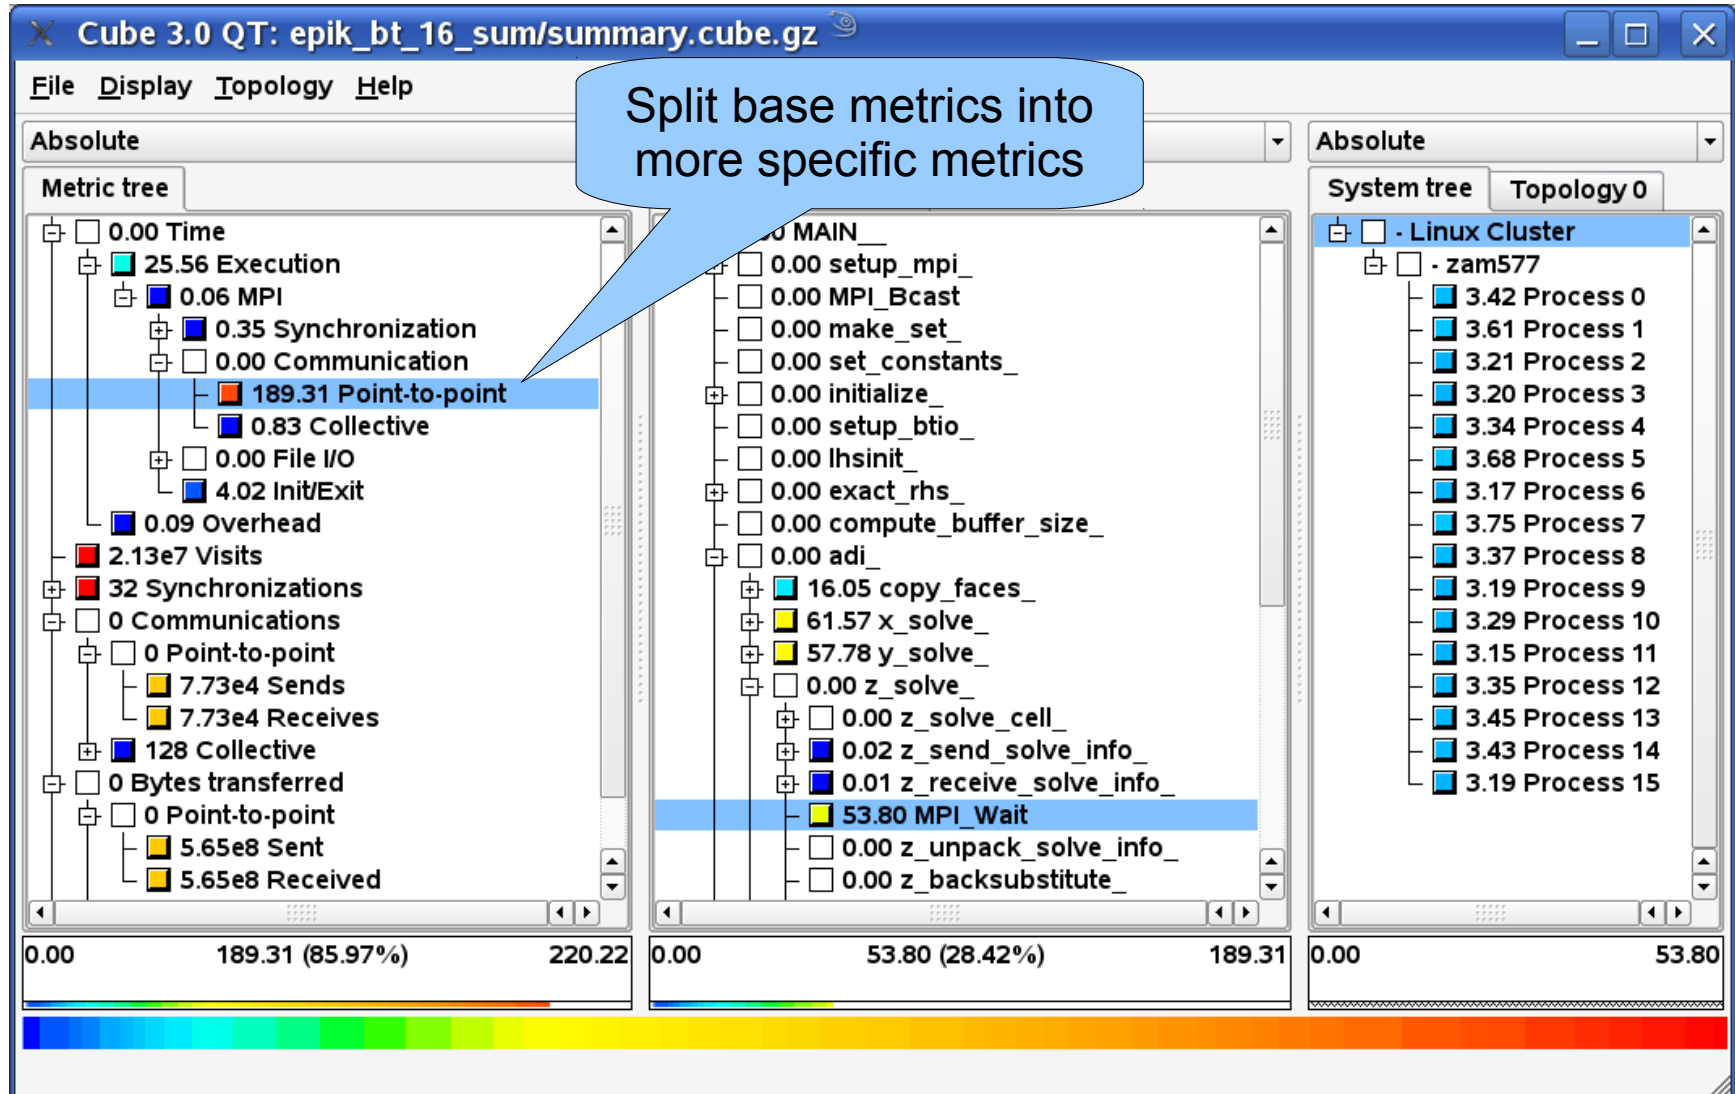 Cube 3.0 QT: epik_bt_16_sum/summary.cube.gz
File Display Topology Help
Split base metrics into
more specific metrics
Absolute
Absolute
Metric tree
System tree
Topology 0
0.00 Time
25.56 Execution
0.06 MPI
0.35 Synchronization
0.00 Communication
189.31 Point-to-point
0.83 Collective
0.00 File I/O
4.02 Init/Exit
0.09 Overhead
2.13e7 Visits
32 Synchronizations
0 Communications
0 Point-to-point
7.73e4 Sends
7.73e4 Receives
128 Collective
0 Bytes transferred
0 Point-to-point
5.65e8 Sent
5.65e8 Received
MAIN__
0.00 setup_mpi_
0.00 MPI_Bcast
0.00 make_set_
0.00 set_constants_
0.00 initialize_
0.00 setup_btio_
0.00 lhsinit_
0.00 exact_rhs_
0.00 compute_buffer_size_
0.00 adi_
16.05 copy_faces_
61.57 x_solve_
57.78 y_solve_
0.00 z_solve_
0.00 z_solve_cell_
0.02 z_send_solve_info_
0.01 z_receive_solve_info_
53.80 MPI_Wait
0.00 z_unpack_solve_info_
0.00 z_backsubstitute_
- Linux Cluster
- zam577
3.42 Process 0
3.61 Process 1
3.21 Process 2
3.20 Process 3
3.34 Process 4
3.68 Process 5
3.17 Process 6
3.75 Process 7
3.37 Process 8
3.19 Process 9
3.29 Process 10
3.15 Process 11
3.35 Process 12
3.45 Process 13
3.43 Process 14
3.19 Process 15
0.00 189.31 (85.97%) 220.22
0.00 53.80 (28.42%) 189.31
0.00 53.80